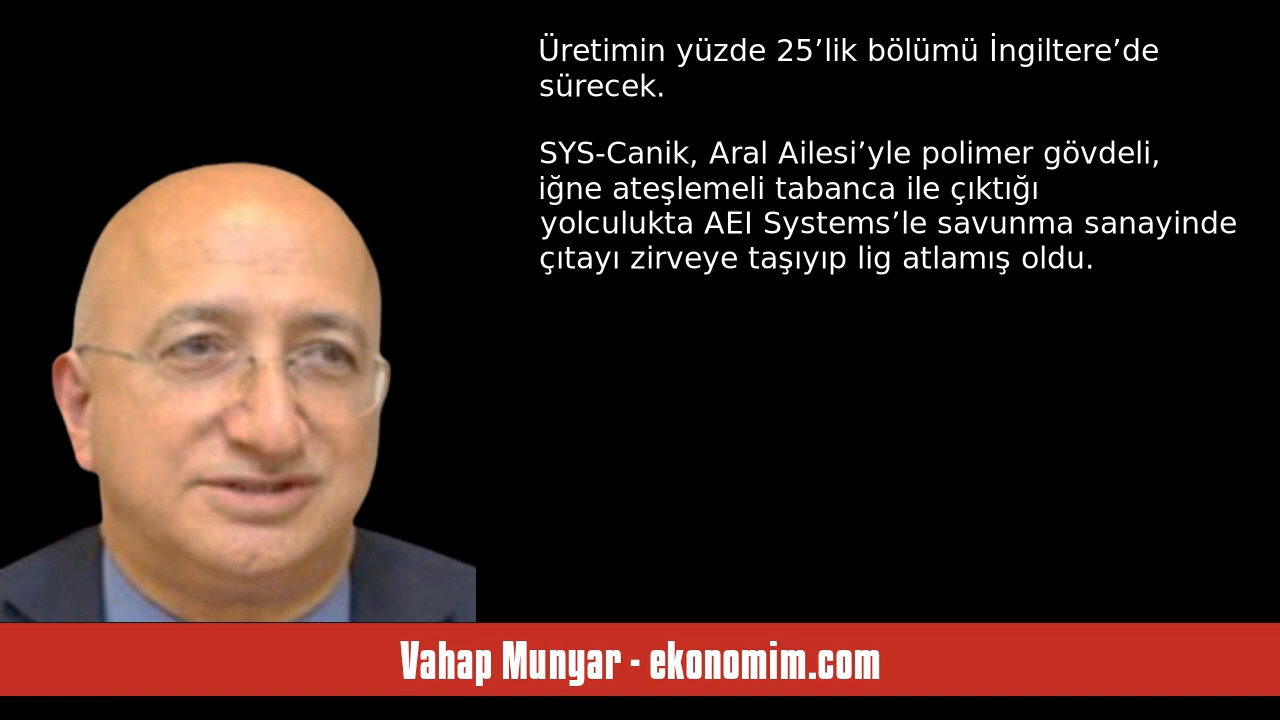 Üretimin yüzde 25’lik bölümü İngiltere’de
sürecek.
SYS-Canik, Aral Ailesi’yle polimer gövdeli,
iğne ateşlemeli tabanca ile çıktığı
yolculukta AEI Systems’le savunma sanayinde
çıtayı zirveye taşıyıp lig atlamış oldu.
Vahap Munyar - ekonomim.com